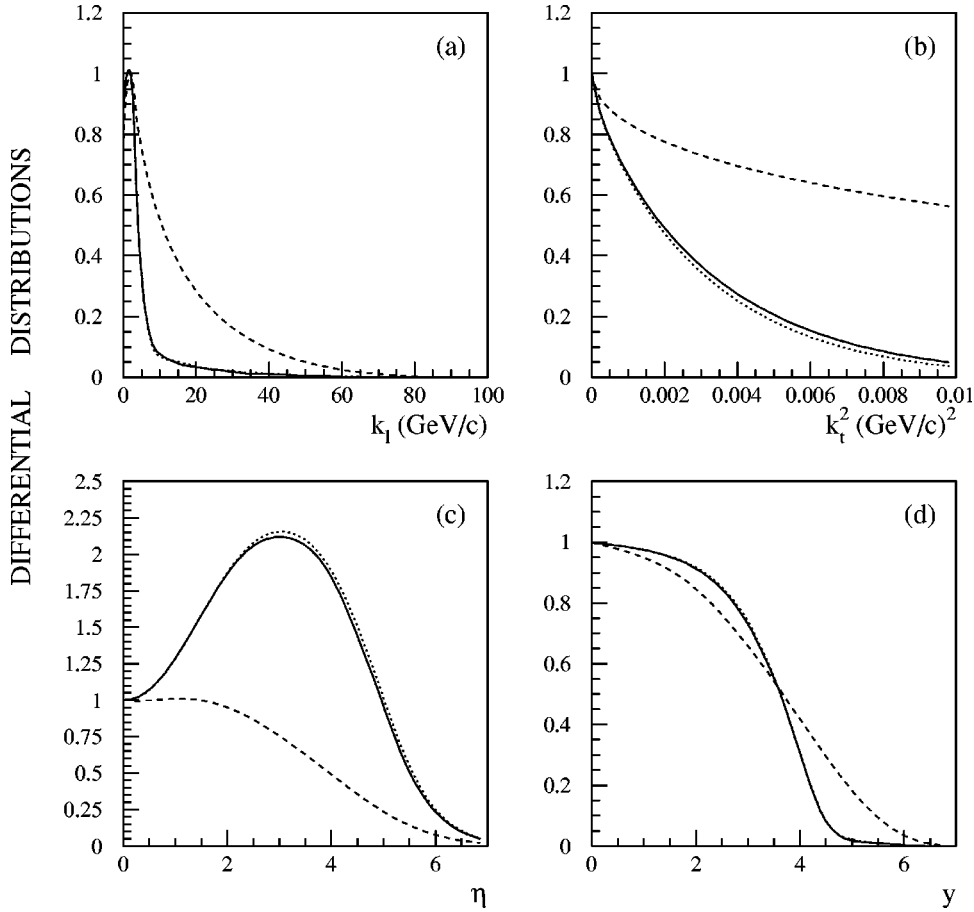 DIFFERENTIAL DISTRIBUTIONS
(a)
1.2
1
0.8
0.6
0.4
0.2
0
0 20 40 60 80 100
k_l (GeV/c)
(b)
1.2
1
0.8
0.6
0.4
0.2
0
0 0.002 0.004 0.006 0.008 0.01
k_t^2 (GeV/c)^2
(c)
2.5
2.25
2
1.75
1.5
1.25
1
0.75
0.5
0.25
0
0 2 4 6
η
(d)
1.2
1
0.8
0.6
0.4
0.2
0
0 2 4 6
y